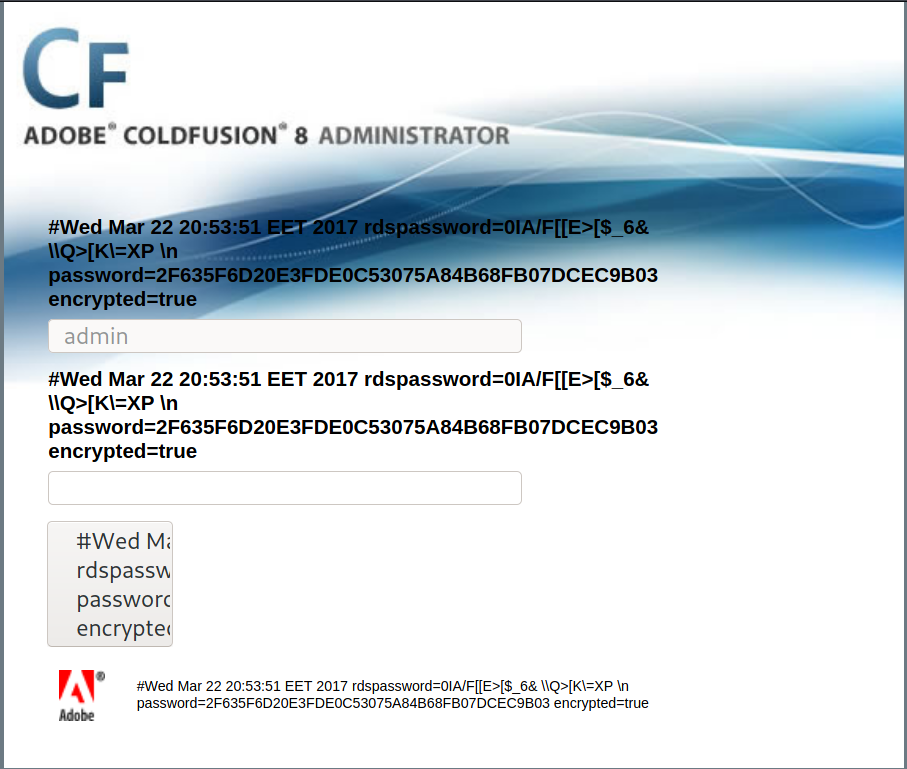 CF
ADOBE® COLDFUSION® 8 ADMINISTRATOR
#Wed Mar 22 20:53:51 EET 2017 rdspassword=0IA/F[[E>[$_6&
\\Q>[K\=XP \n
password=2F635F6D20E3FDE0C53075A84B68FB07DCEC9B03
encrypted=true
admin
#Wed Mar 22 20:53:51 EET 2017 rdspassword=0IA/F[[E>[$_6&
\\Q>[K\=XP \n
password=2F635F6D20E3FDE0C53075A84B68FB07DCEC9B03
encrypted=true
#Wed Ma
rdspassw
password
encrypted
Adobe®
#Wed Mar 22 20:53:51 EET 2017 rdspassword=0IA/F[[E>[$_6& \\Q>[K\=XP \n
password=2F635F6D20E3FDE0C53075A84B68FB07DCEC9B03 encrypted=true